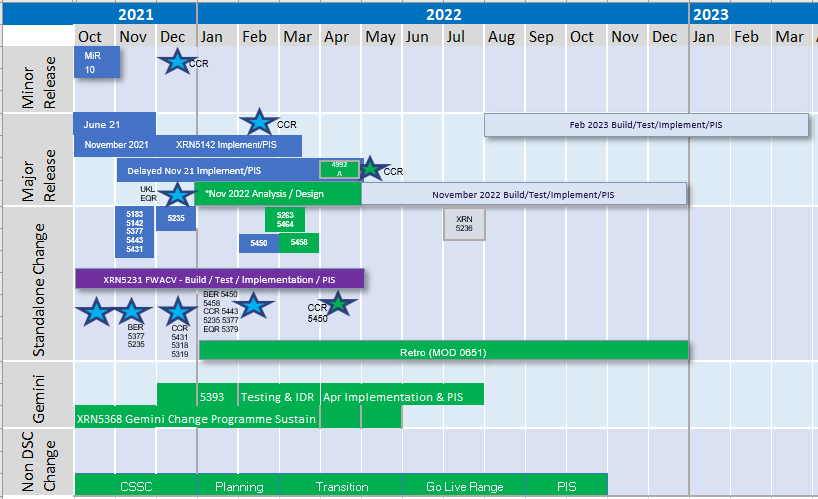 2021 2022 2023
Oct Nov Dec Jan Feb Mar Apr May Jun Jul Aug Sep Oct Nov Dec Jan Feb Mar
Minor
Release
MiR
10
CCR
Major
Release
June 21
CCR
Feb 2023 Build/Test/Implement/PIS
November 2021 XRN5142 Implement/PIS
Delayed Nov 21 Implement/PIS
4992
A
CCR
UKL
EQR
*Nov 2022 Analysis / Design
November 2022 Build/Test/Implement/PIS
Standalone Change
5183
5142
5377
5443
5431
5235
5263
5464
5450
5458
XRN
5236
XRN5231 FWACV - Build / Test / Implementation / PIS
BER
5377
5235
CCR
5431
5318
5319
BER 5450
5458
CCR 5443
5235 5377
EQR 5379
CCR
5450
Retro (MOD 0651)
Gemini
5393 Testing & IDR Apr Implementation & PIS
XRN5368 Gemini Change Programme Sustain
Non DSC
Change
CSSC Planning Transition Go Live Range PIS